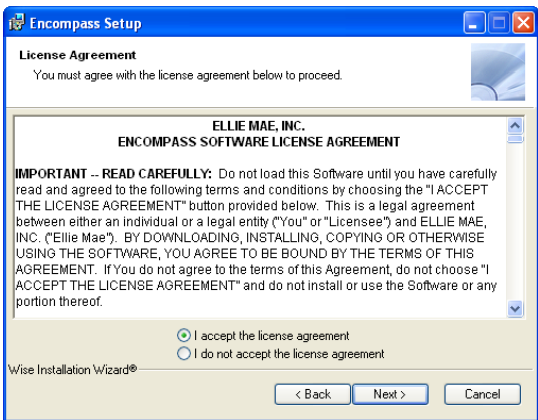 Encompass Setup
License Agreement
You must agree with the license agreement below to proceed.
ELLIE MAE, INC.
ENCOMPASS SOFTWARE LICENSE AGREEMENT
IMPORTANT -- READ CAREFULLY: Do not load this Software until you have carefully
read and agreed to the following terms and conditions by choosing the "I ACCEPT
THE LICENSE AGREEMENT" button provided below. This is a legal agreement
between either an individual or a legal entity ("You" or "Licensee") and ELLIE MAE,
INC. ("Ellie Mae"). BY DOWNLOADING, INSTALLING, COPYING OR OTHERWISE
USING THE SOFTWARE, YOU AGREE TO BE BOUND BY THE TERMS OF THIS
AGREEMENT. If You do not agree to the terms of this Agreement, do not choose "I
ACCEPT THE LICENSE AGREEMENT" and do not install or use the Software or any
portion thereof.
I accept the license agreement
I do not accept the license agreement
Wise Installation Wizard®
< Back
Next >
Cancel